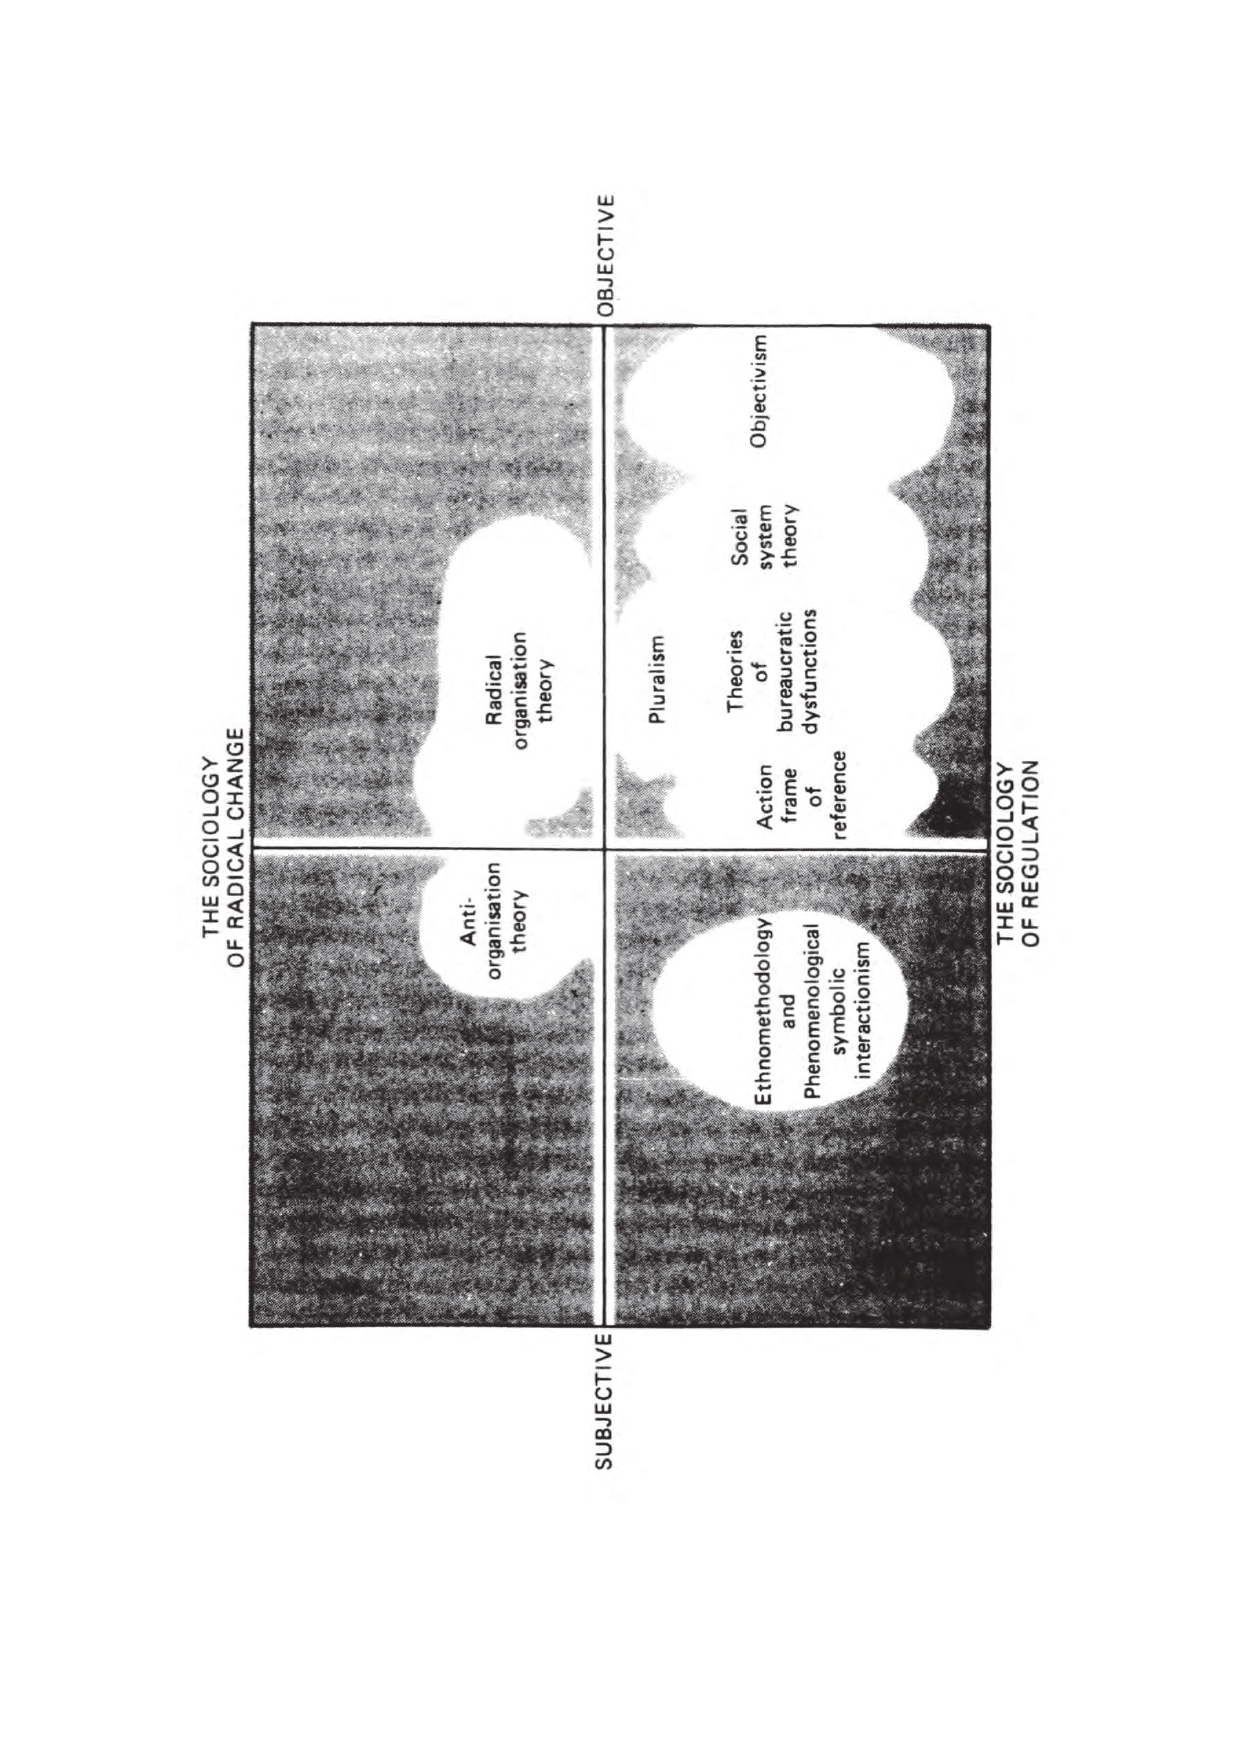 THE SOCIOLOGY
OF RADICAL CHANGE
Anti-
organisation
theory
Radical
organisation
theory
SUBJECTIVE
OBJECTIVE
Ethnomethodology
and
Phenomenological
symbolic
interactionism
Pluralism
Action
frame
of
reference
Theories
of
bureaucratic
dysfunctions
Social
system
theory
Objectivism
THE SOCIOLOGY
OF REGULATION